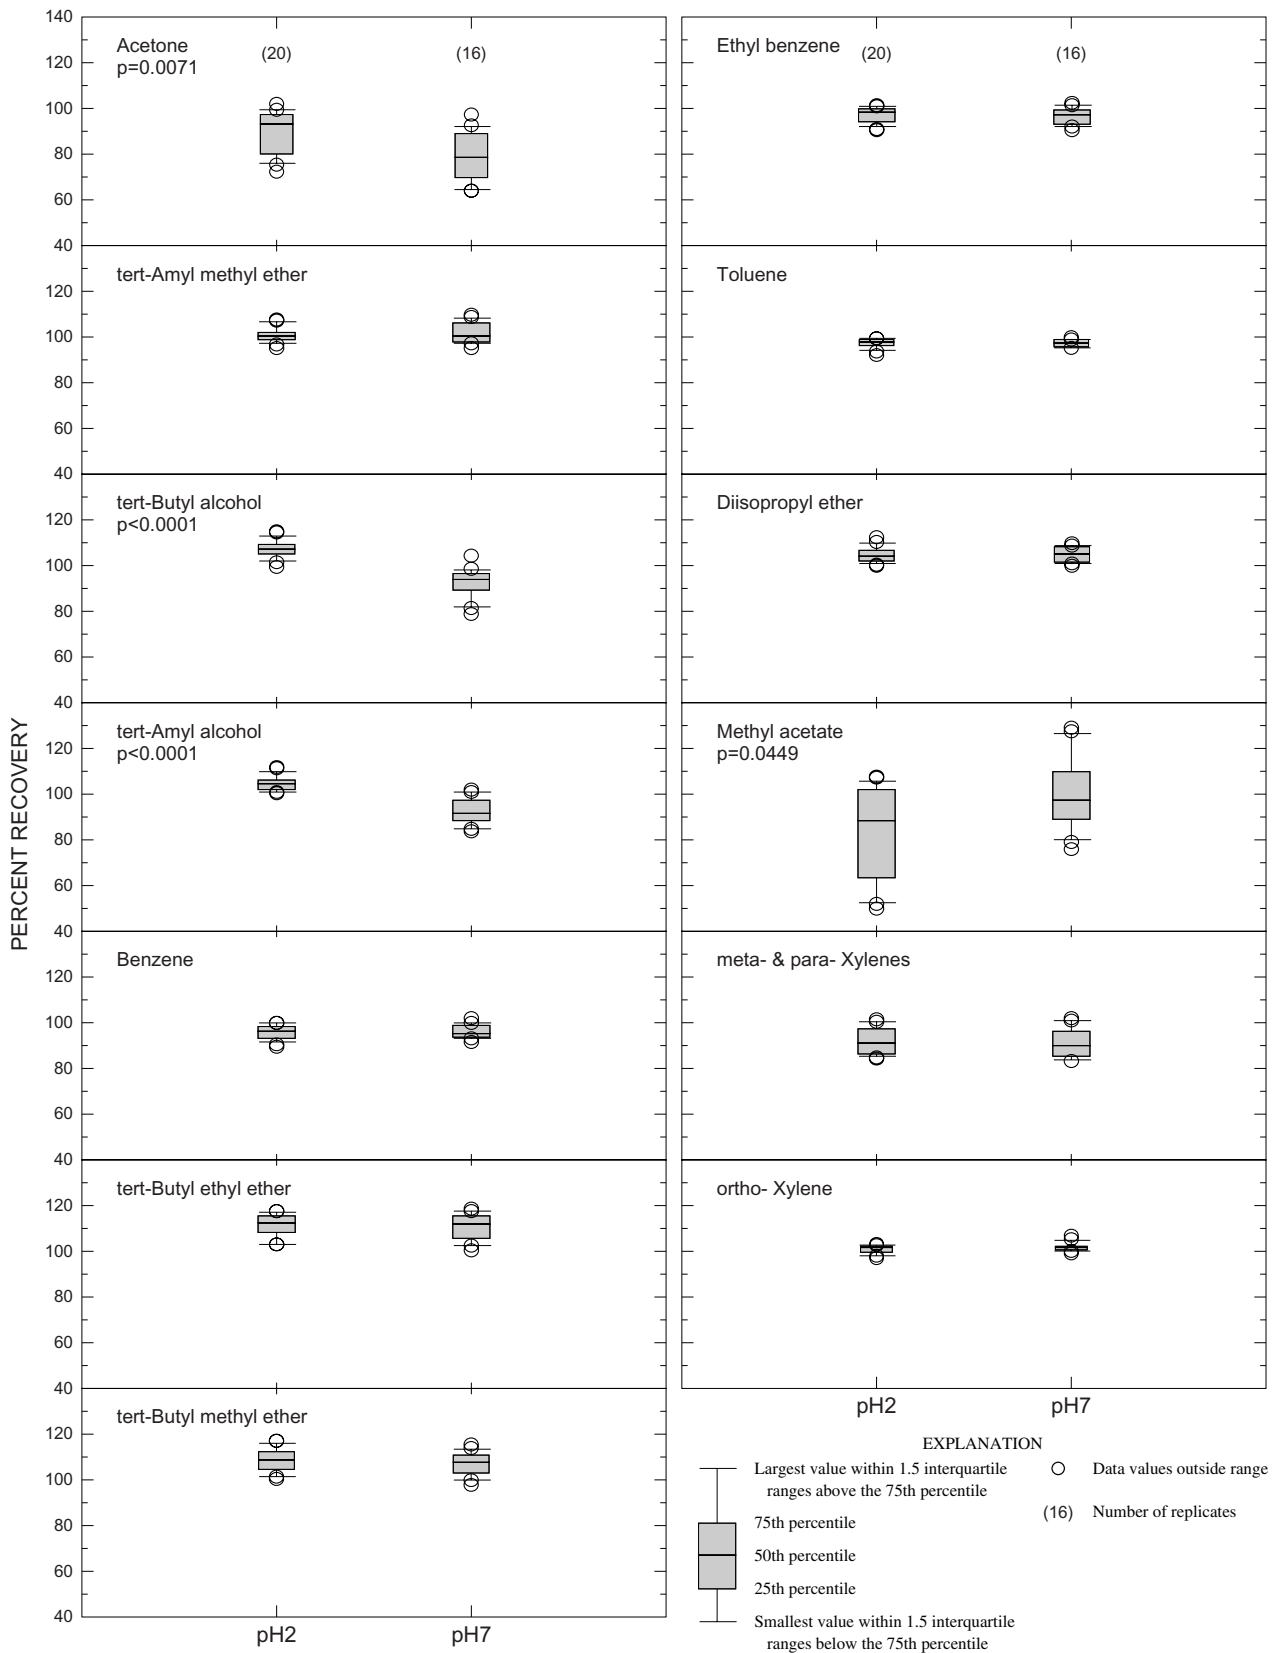 PERCENT RECOVERY
140
120
100
80
60
40
Acetone
p=0.0071
(20)
(16)
120
100
80
60
40
tert-Amyl methyl ether
120
100
80
60
40
tert-Butyl alcohol
p<0.0001
120
100
80
60
40
tert-Amyl alcohol
p<0.0001
120
100
80
60
40
Benzene
120
100
80
60
40
tert-Butyl ethyl ether
120
100
80
60
40
tert-Butyl methyl ether
pH2
pH7
Ethyl benzene
(20)
(16)
Toluene
Diisopropyl ether
Methyl acetate
p=0.0449
meta- & para- Xylenes
ortho- Xylene
pH2
pH7
EXPLANATION
Largest value within 1.5 interquartile
ranges above the 75th percentile
75th percentile
50th percentile
25th percentile
Smallest value within 1.5 interquartile
ranges below the 75th percentile
Data values outside range
(16) Number of replicates